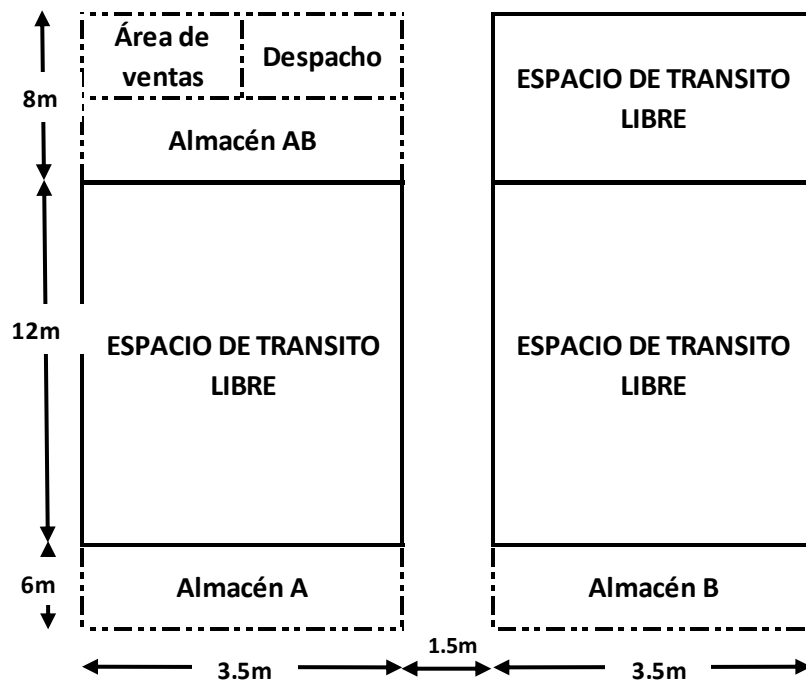 Área de
ventas
Despacho
ESPACIO DE TRANSITO
LIBRE
8m
Almacén AB
12m
ESPACIO DE TRANSITO
LIBRE
ESPACIO DE TRANSITO
LIBRE
6m
Almacén A
Almacén B
1.5m
3.5m
3.5m